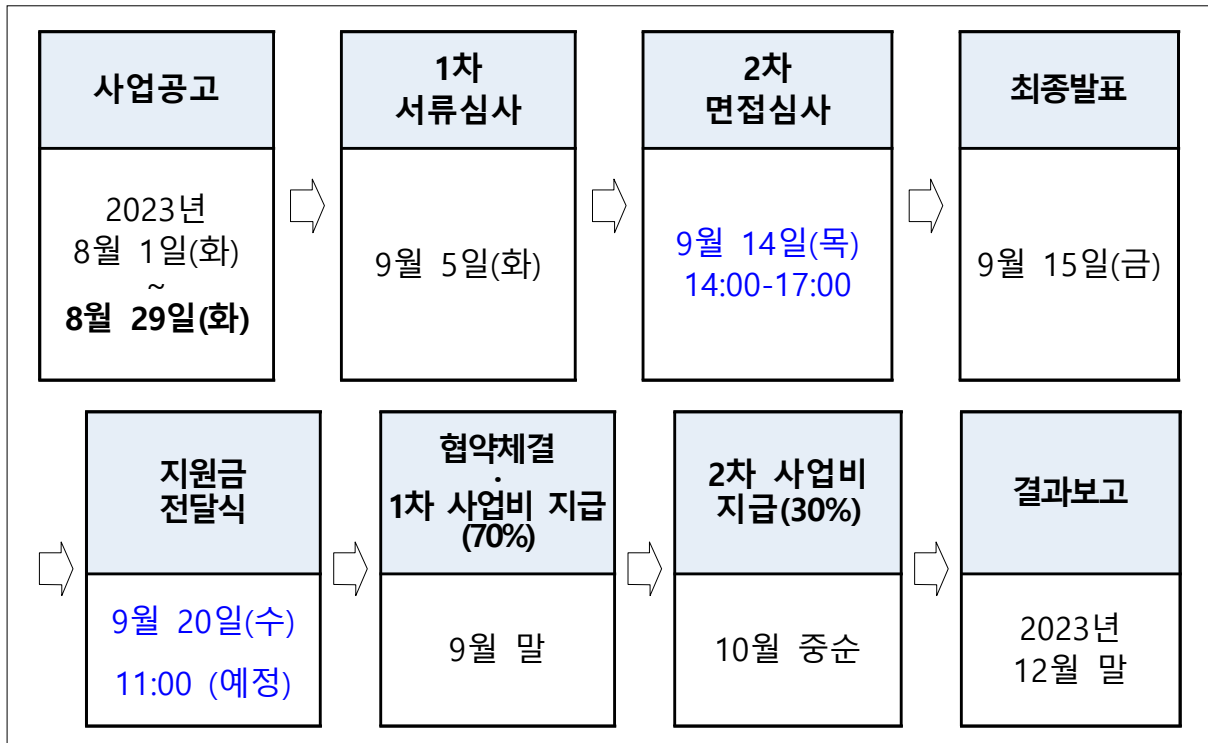 사업공고
2023년
8월 1일(화)
~
8월 29일(화)
1차
서류심사
9월 5일(화)
2차
면접심사
9월 14일(목)
14:00-17:00
최종발표
9월 15일(금)
지원금
전달식
9월 20일(수)
11:00 (예정)
협약체결
·
1차 사업비 지급
(70%)
9월 말
2차 사업비
지급(30%)
10월 중순
결과보고
2023년
12월 말